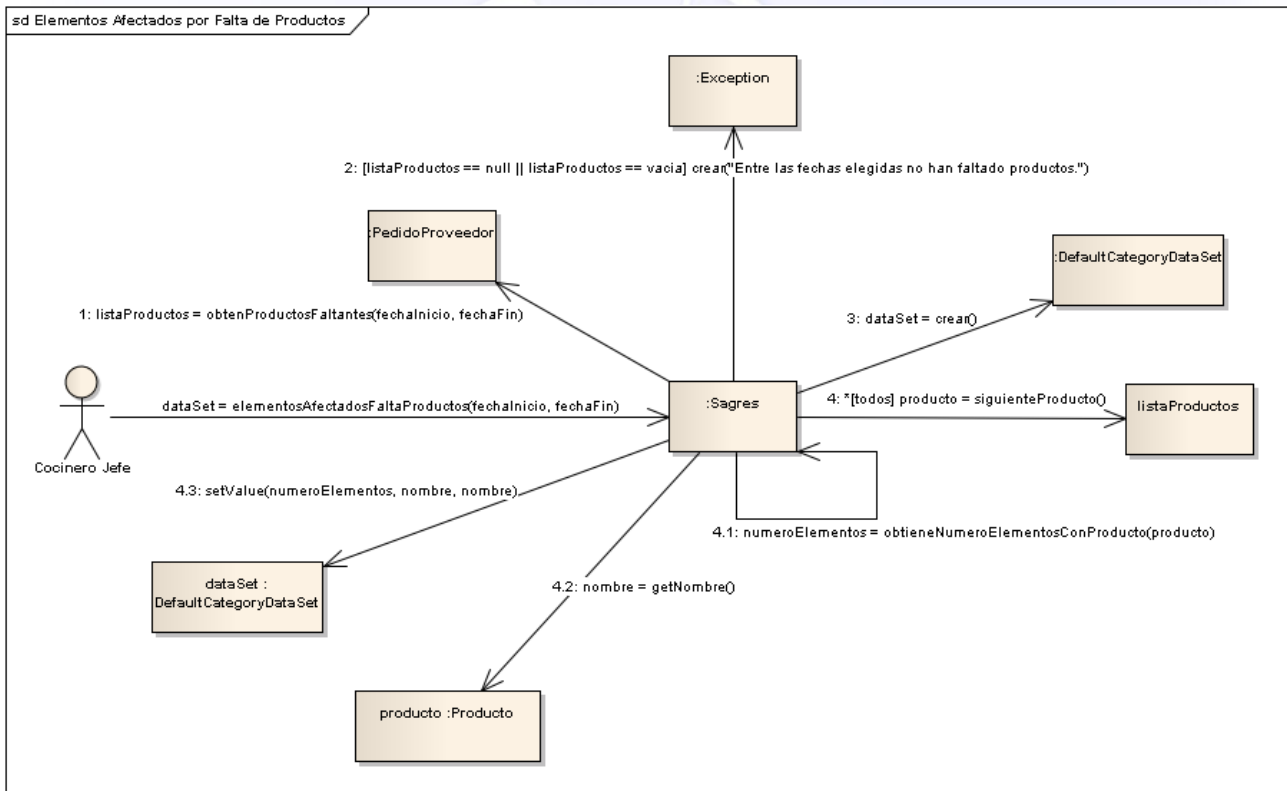 sd Elementos Afectados por Falta de Productos
:Exception
2: [listaProductos == null || listaProductos == vacia] crear("Entre las fechas elegidas no han faltado productos.")
:PedidoProveedor
:DefaultCategoryDataSet
1: listaProductos = obtenProductosFaltantes(fechaInicio, fechaFin)
3: dataSet = crear()
:Sagres
4: *[todos] producto = siguienteProducto()
listaProductos
dataSet = elementosAfectadosFaltaProductos(fechaInicio, fechaFin)
Cocinero Jefe
4.3: setValue(numeroElementos, nombre, nombre)
4.1: numeroElementos = obtieneNumeroElementosConProducto(producto)
dataSet :
DefaultCategoryDataSet
4.2: nombre = getNombre()
producto :Producto